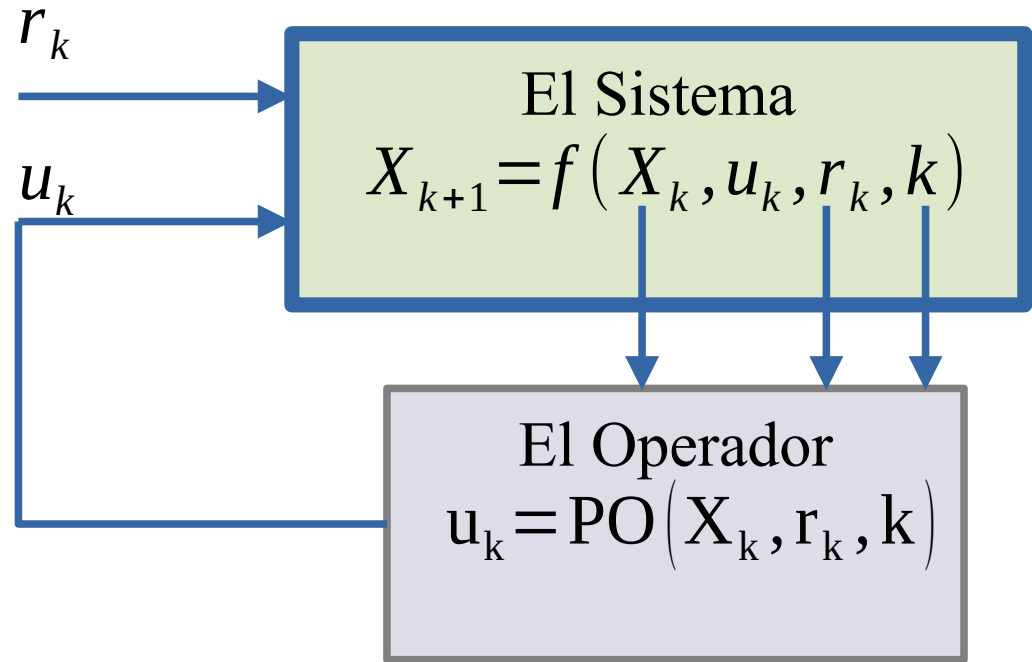 r_k
El Sistema
X_{k+1}=f(X_k,u_k,r_k,k)
u_k
El Operador
u_k=PO(X_k,r_k,k)